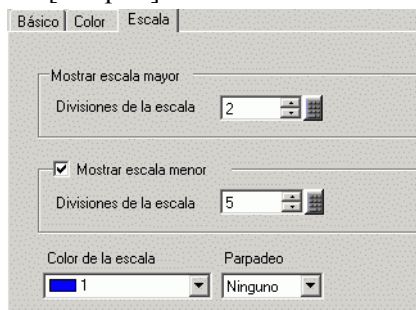 Básico Color Escala
Mostrar escala mayor
Divisiones de la escala 2
Mostrar escala menor
Divisiones de la escala 5
Color de la escala Parpadeo
1 Ninguno